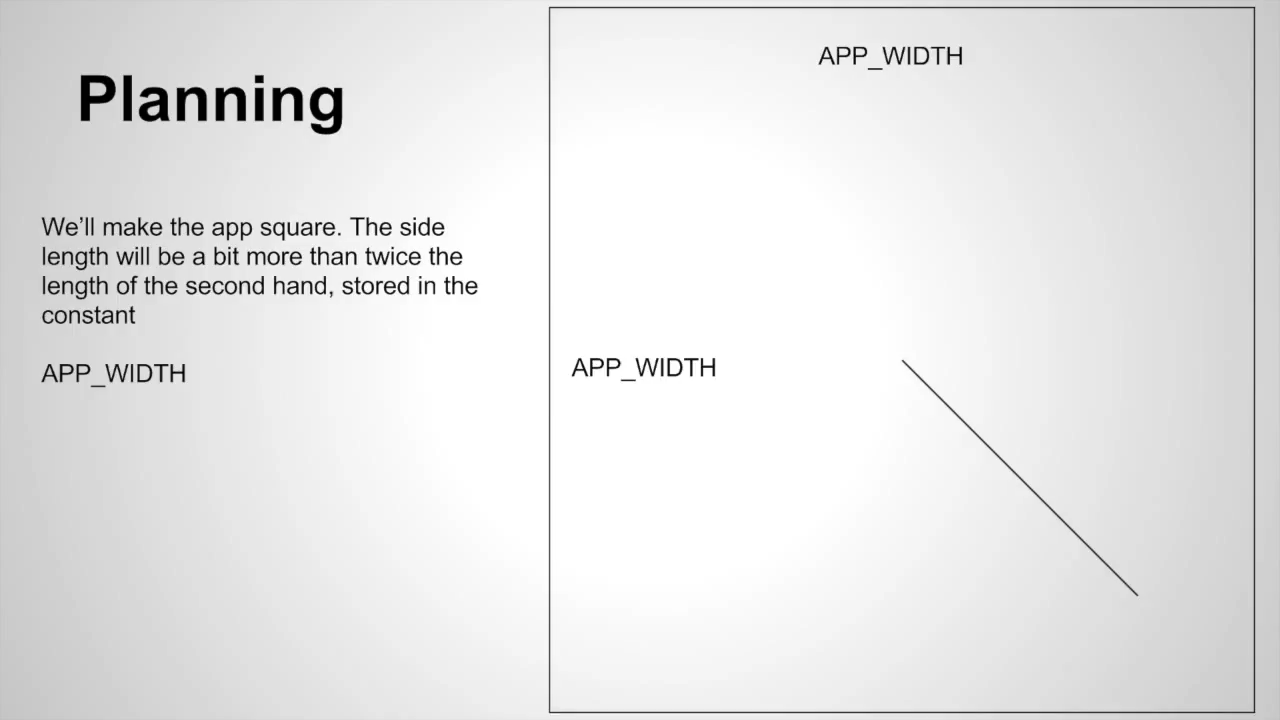 Planning
We’ll make the app square. The side
length will be a bit more than twice the
length of the second hand, stored in the
constant
APP_WIDTH
APP_WIDTH
APP_WIDTH